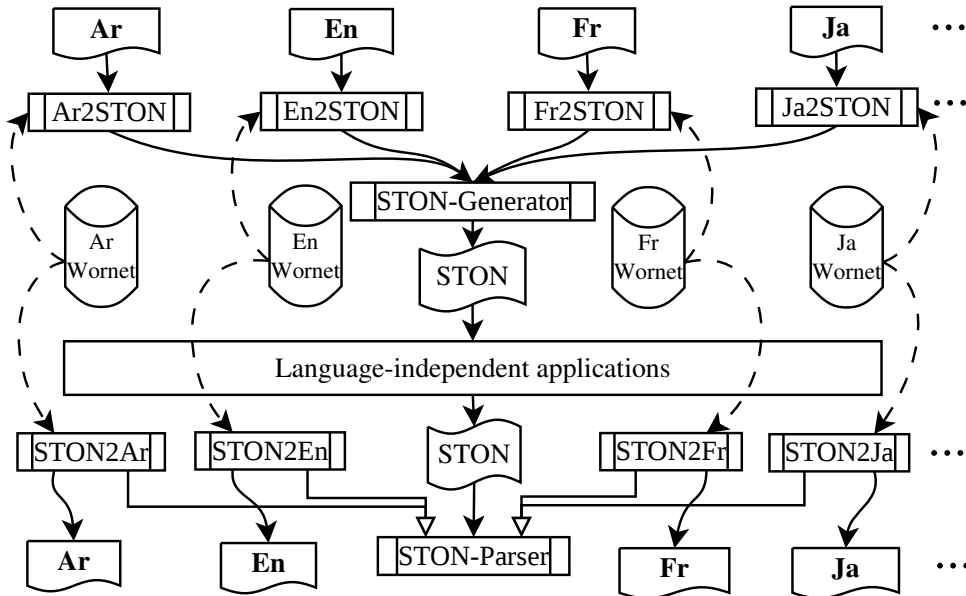 Ar
En
Fr
Ja
...
Ar2STON
En2STON
Fr2STON
Ja2STON
...
STON-Generator
Ar
Wornet
En
Wornet
STON
Fr
Wornet
Ja
Wornet
Language-independent applications
STON2Ar
STON2En
STON
STON2Fr
STON2Ja
...
Ar
En
STON-Parser
Fr
Ja
...